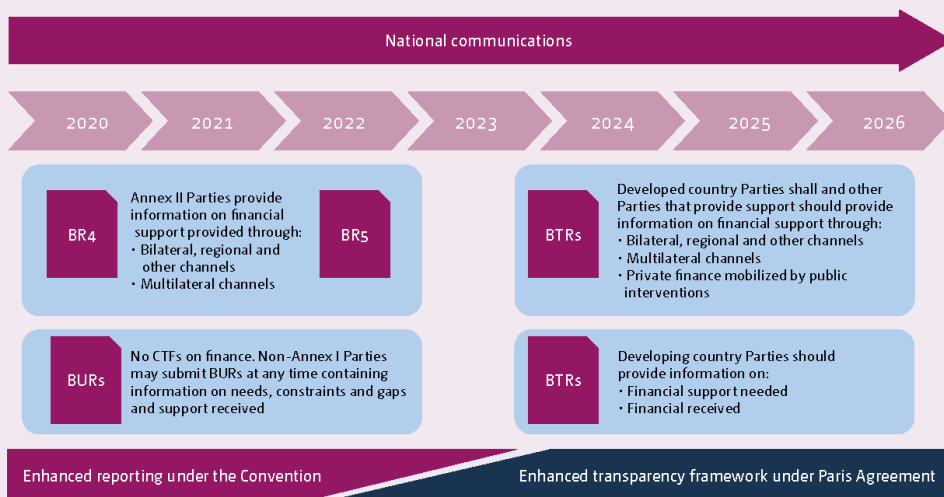 National communications
2020
2021
2022
2023
2024
2025
2026
BR4
Annex II Parties provide
information on financial
support provided through:
• Bilateral, regional and
other channels
• Multilateral channels
BR5
BTRs
Developed country Parties shall and other
Parties that provide support should provide
information on financial support through:
• Bilateral, regional and other channels
• Multilateral channels
• Private finance mobilized by public
interventions
BURs
No CTFs on finance. Non-Annex I Parties
may submit BURs at any time containing
information on needs, constraints and gaps
and support received
BTRs
Developing country Parties should
provide information on:
• Financial support needed
• Financial received
Enhanced reporting under the Convention
Enhanced transparency framework under Paris Agreement